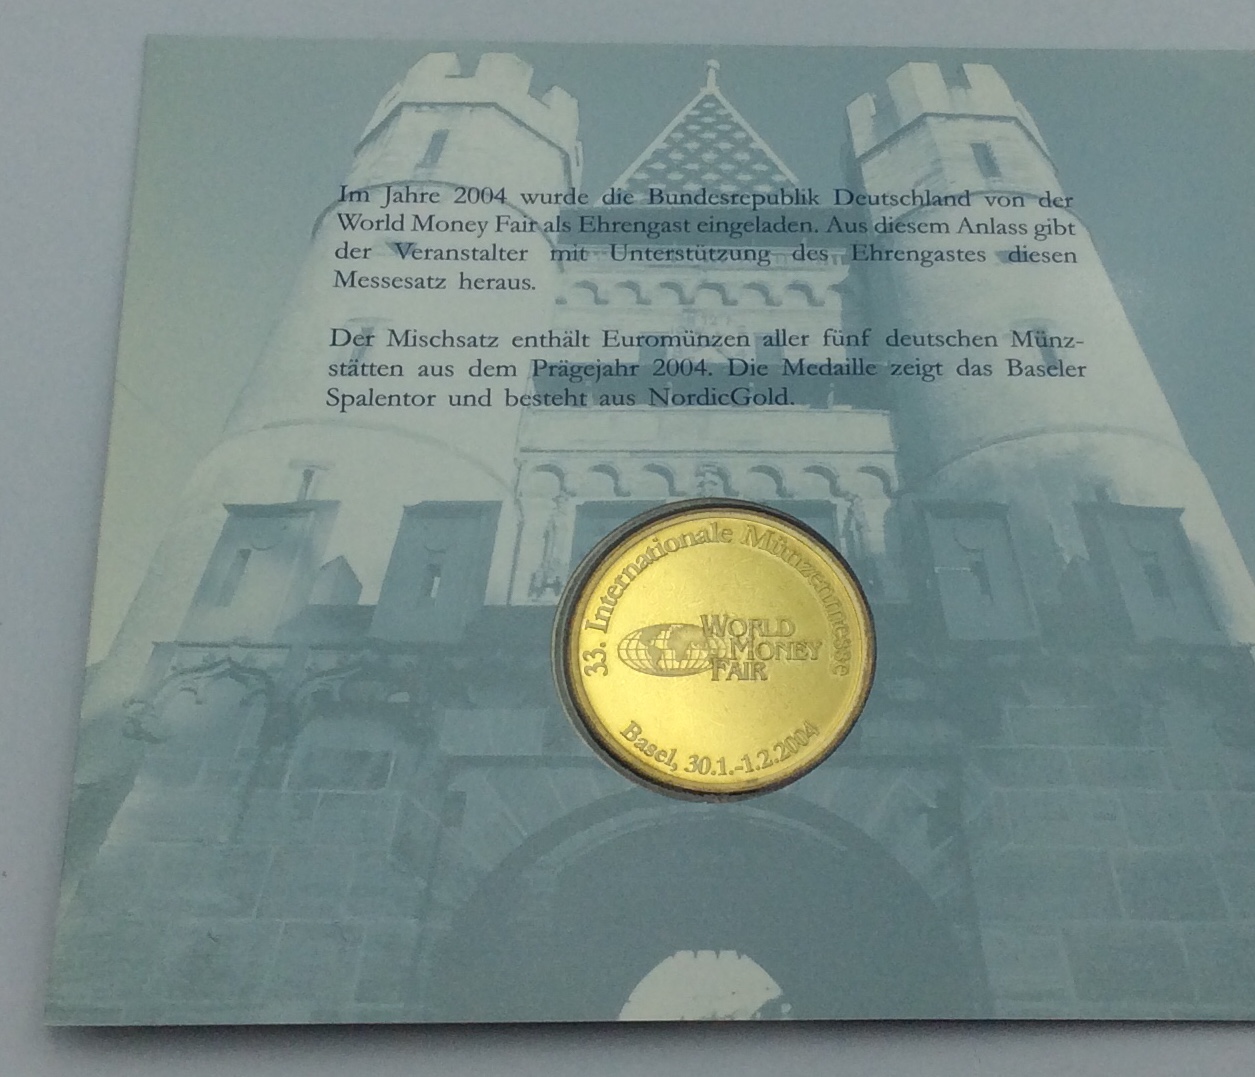 Im Jahre 2004 wurde die Bundesrepublik Deutschland von der
World Money Fair als Ehrengast eingeladen. Aus diesem Anlass gibt
der Veranstalter mit Unterstützung des Ehrengastes diesen
Messesatz heraus.
Der Mischsatz enthält Euromünzen aller fünf deutschen Münz-
stätten aus dem Prägejahr 2004. Die Medaille zeigt das Baseler
Spalentor und besteht aus NordicGold.
33. Internationale Münzenmesse
WORLD
MONEY
FAIR
Basel, 30.1.-1.2.2004